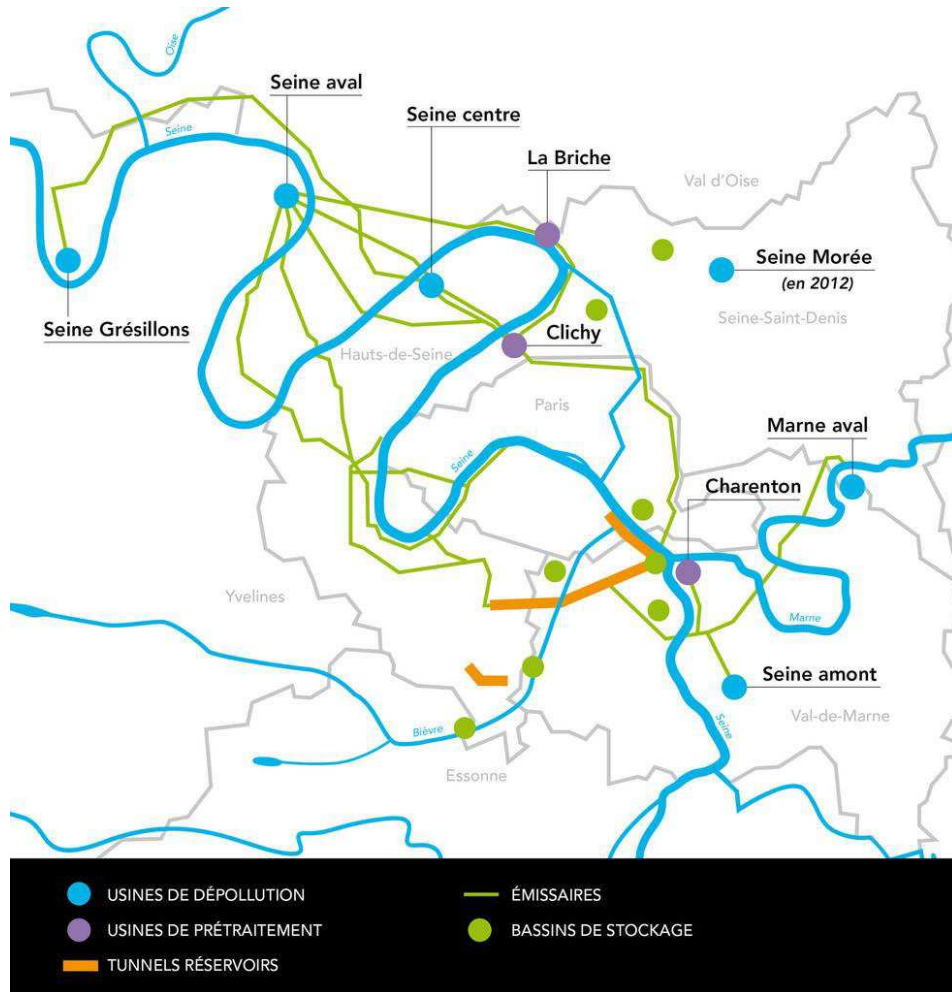 Oise
Seine aval
Seine centre
Seine
La Briche
Val d'Oise
Seine Morée
(en 2012)
Seine Grésillons
Seine-Saint-Denis
Clichy
Hauts-de-Seine
Paris
Marne aval
Seine
Charenton
Yvelines
Marne
Seine amont
Val-de-Marne
Seine
Bièvre
Essonne
USINES DE DÉPOLLUTION
USINES DE PRÉTRAITEMENT
TUNNELS RÉSERVOIRS
ÉMISSAIRES
BASSINS DE STOCKAGE